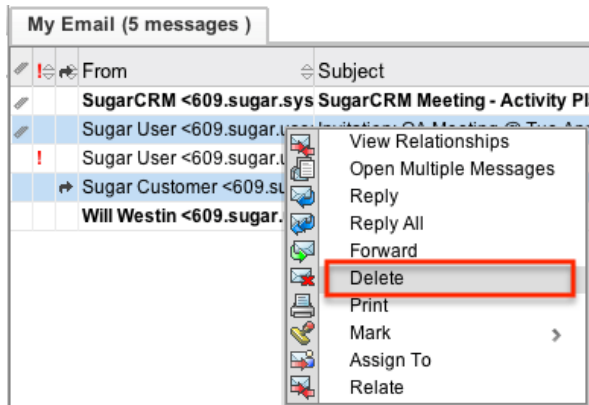 My Email (5 messages )
! From Subject
SugarCRM <609.sugar.sys SugarCRM Meeting - Activity Pl
Sugar User <609.sugar.
Sugar User <609.sugar.
! Sugar Customer <609.su
Will Westin <609.sugar.
View Relationships
Open Multiple Messages
Reply
Reply All
Forward
Delete
Print
Mark
Assign To
Relate